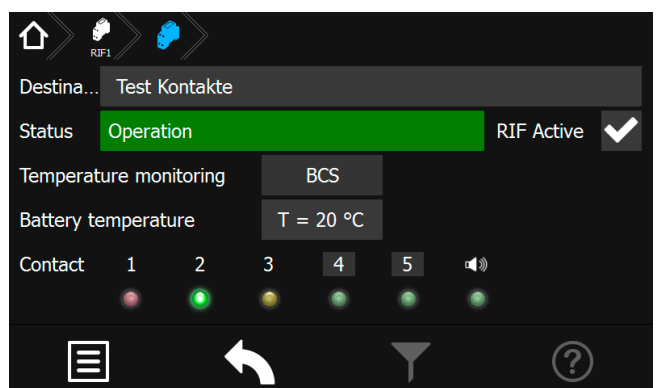 RIF1
Destina... Test Kontakte
Status Operation RIF Active
Temperature monitoring BCS
Battery temperature T = 20 °C
Contact 1 2 3 4 5
?